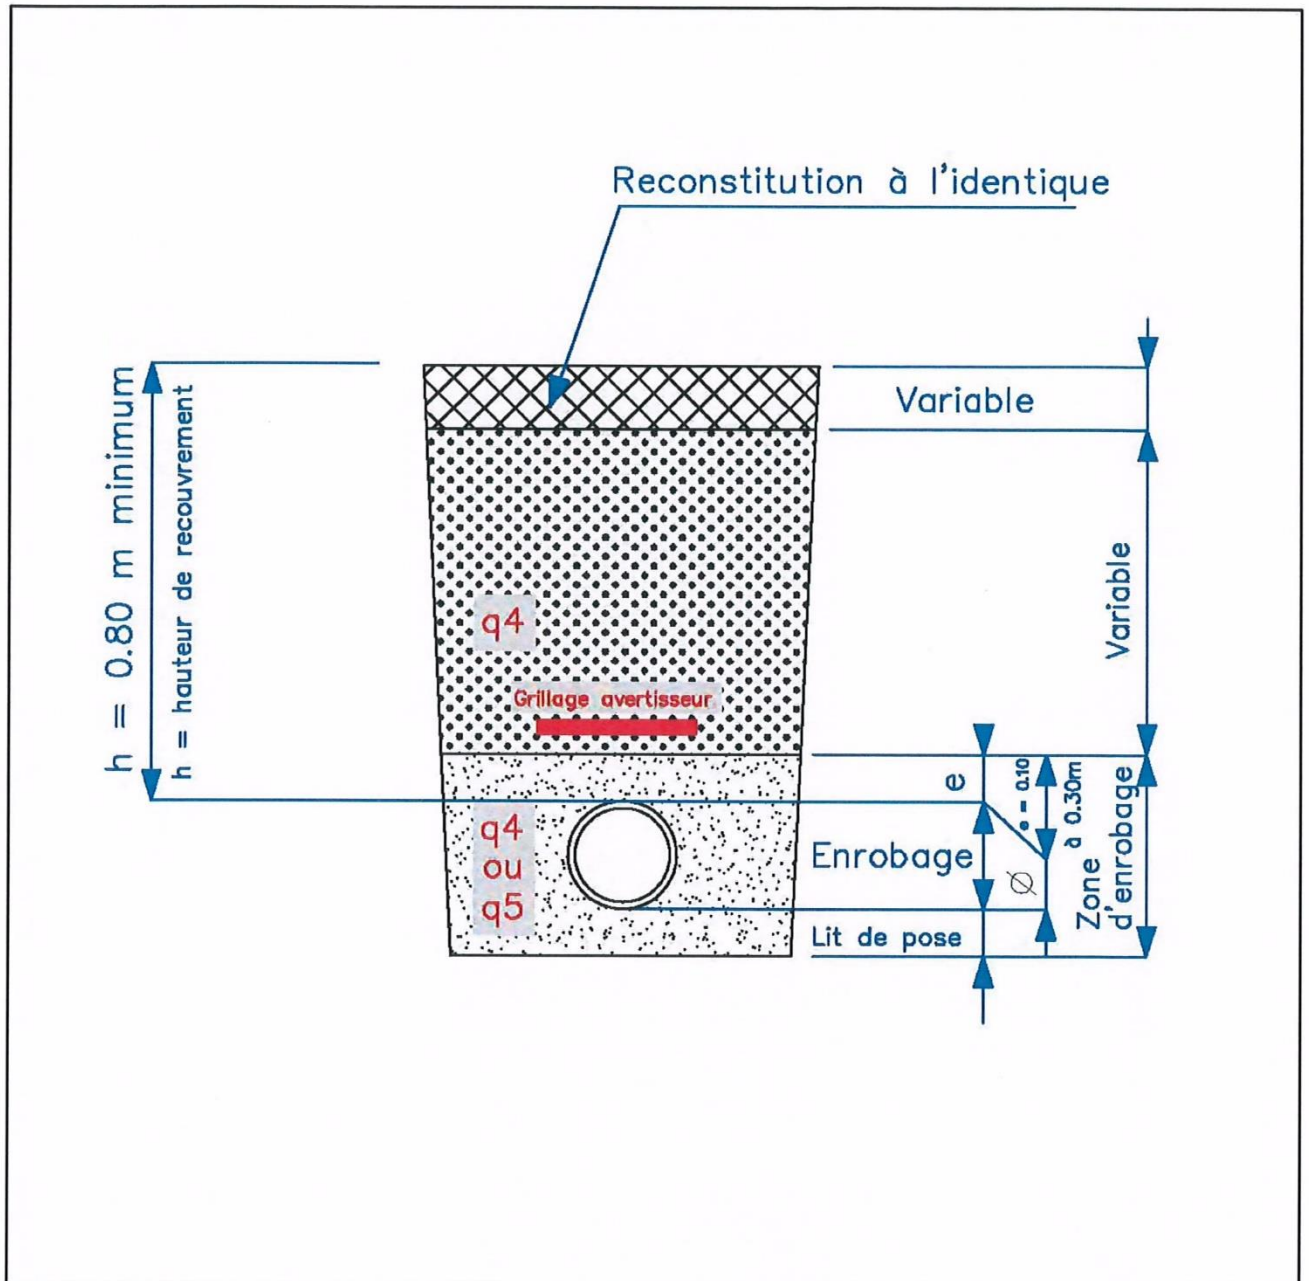 Reconstitution à l'identique
h = 0.80 m minimum
h = hauteur de recouvrement
Variable
Variable
q4
Grillage avertisseur
e
e = 0.10
à 0.30m
q4
ou
q5
Enrobage
Ø
Zone
d'enrobage
Lit de pose